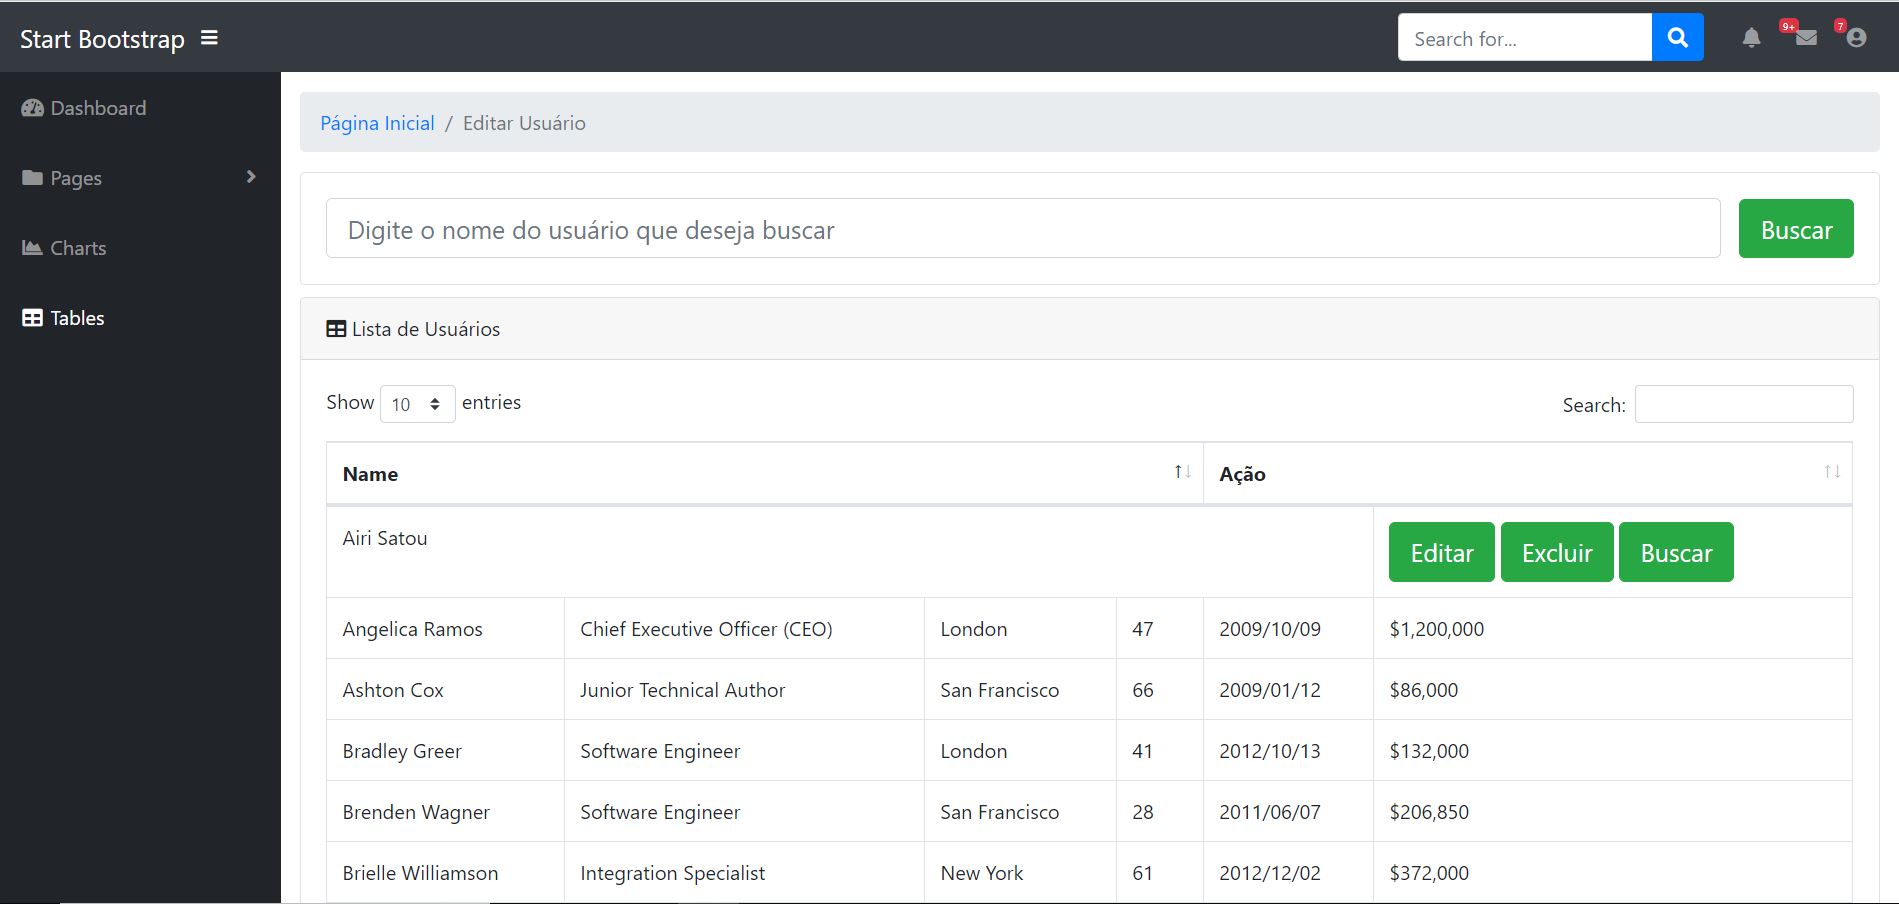 Start Bootstrap
Search for...
9+
7
Dashboard
Pages
Charts
Tables
Página Inicial / Editar Usuário
Digite o nome do usuário que deseja buscar
Buscar
Lista de Usuários
Show 10 entries
Search:
Name Ação
Airi Satou Editar Excluir Buscar
Angelica Ramos Chief Executive Officer (CEO) London 47 2009/10/09 $1,200,000
Ashton Cox Junior Technical Author San Francisco 66 2009/01/12 $86,000
Bradley Greer Software Engineer London 41 2012/10/13 $132,000
Brenden Wagner Software Engineer San Francisco 28 2011/06/07 $206,850
Brielle Williamson Integration Specialist New York 61 2012/12/02 $372,000